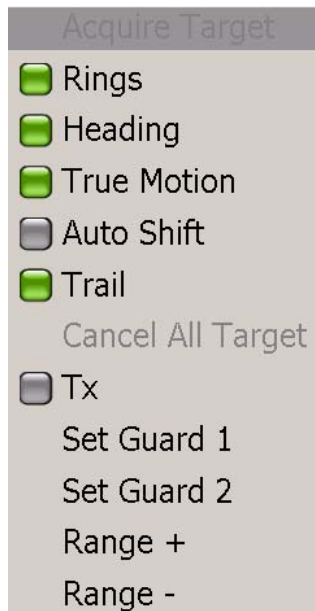 Acquire Target
Rings
Heading
True Motion
Auto Shift
Trail
Cancel All Target
Tx
Set Guard 1
Set Guard 2
Range +
Range -